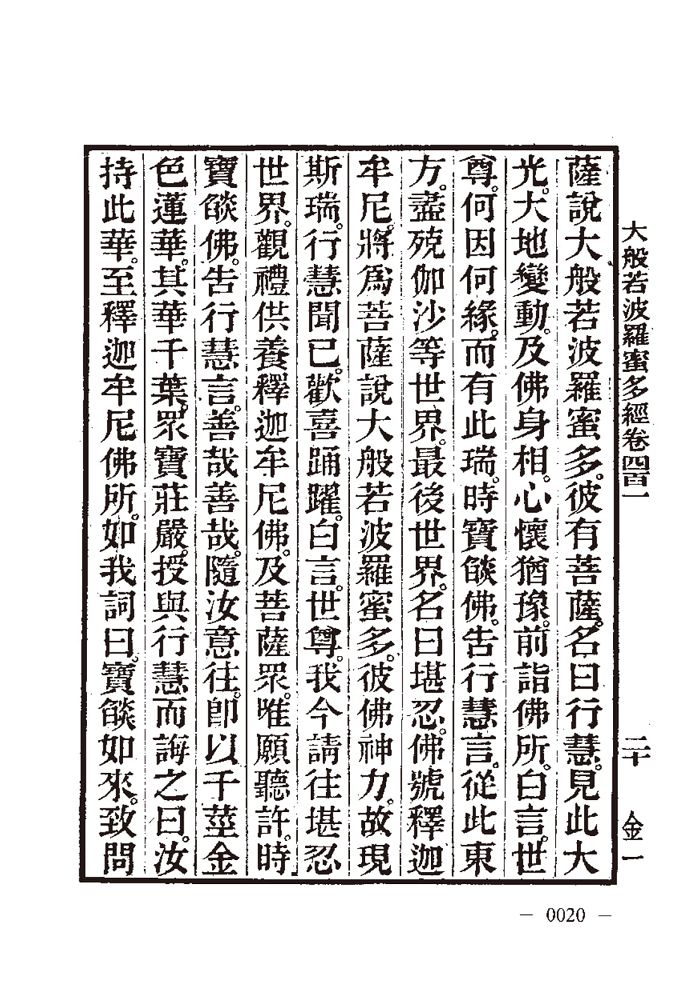 大般若波羅蜜多經卷四百一
二十
金一
薩說大般若波羅蜜多。彼有菩薩。名曰行慧。見此大
光。大地變動。及佛身相。心懷猶豫。前詣佛所。白言。世
尊。何因何緣。而有此瑞。時寶𦦨佛。告行慧言。從此東
方。盡殑伽沙等世界。最後世界。名曰堪忍。佛號釋迦
牟尼。將為菩薩說大般若波羅蜜多。彼佛神力。故現
斯瑞。行慧聞已。歡喜踊躍。白言。世尊。我今請往堪忍
世界。觀禮供養釋迦牟尼佛。及菩薩眾。唯願聽許。時
寶𦦨佛。告行慧言。善哉善哉。隨汝意往。卽以千莖金
色蓮華。其華千葉。眾寶莊嚴。授與行慧而誨之曰。汝
持此華。至釋迦牟尼佛所。如我詞曰。寶𦦨如來。致問
— 0020 —